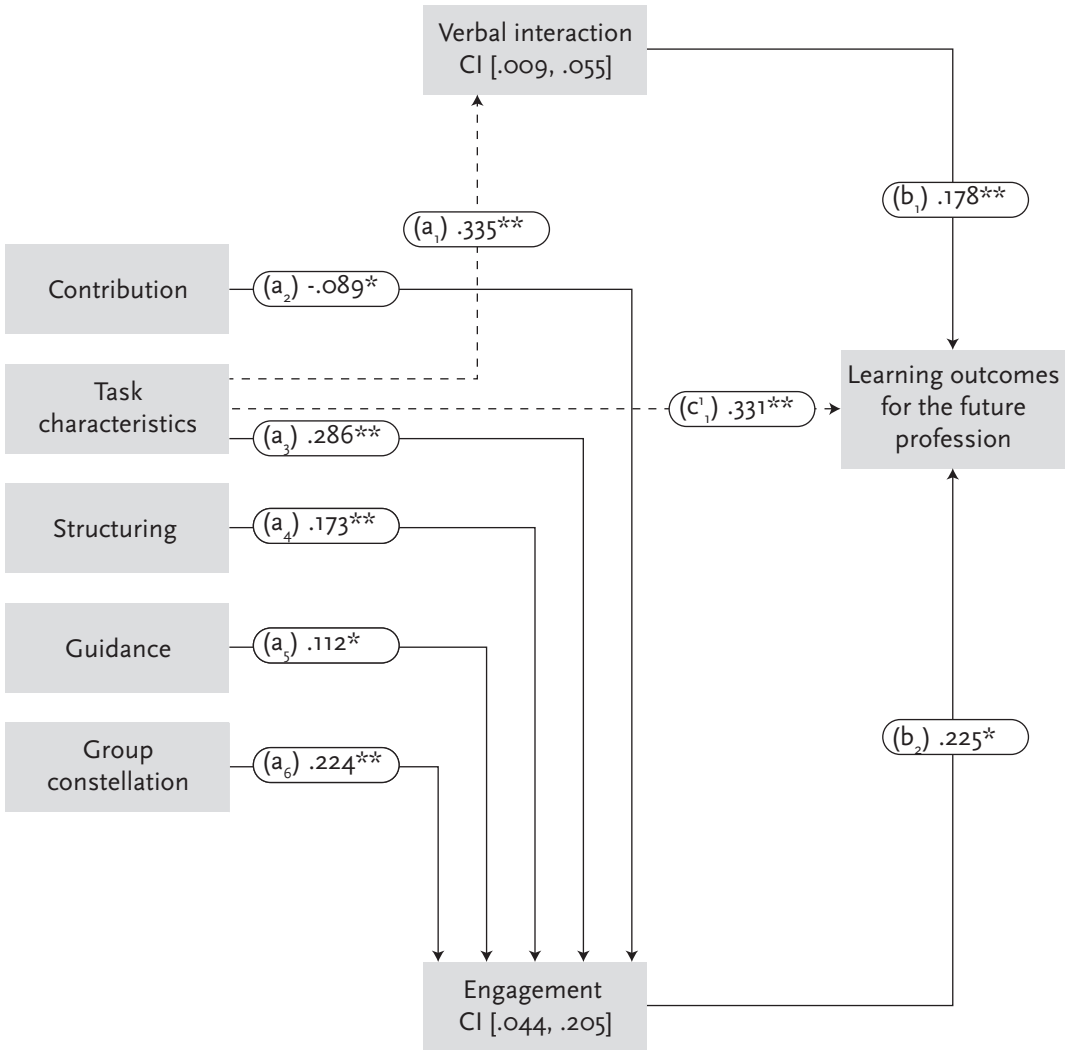 Verbal interaction
CI [.009, .055]
(b₁) .178**
(a₁) .335**
Contribution
(a₂) -.089*
Task
characteristics
(c¹₁) .331**
(a₃) .286**
Learning outcomes
for the future
profession
Structuring
(a₄) .173**
Guidance
(a₅) .112*
Group
constellation
(a₆) .224**
(b₂) .225*
Engagement
CI [.044, .205]